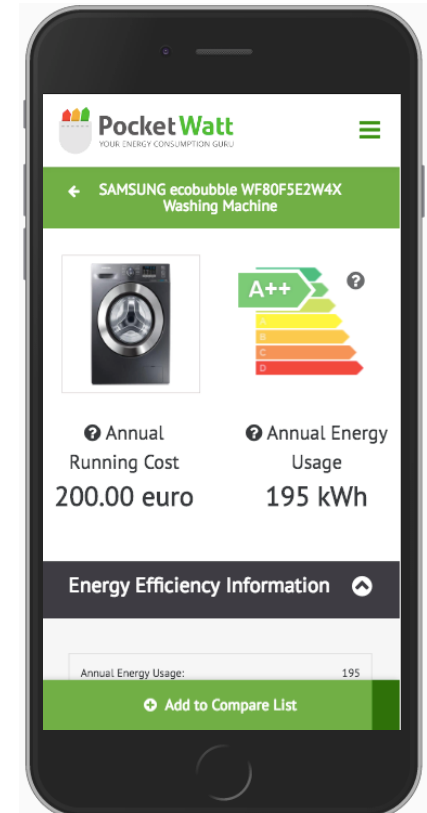 PocketWatt
YOUR ENERGY CONSUMPTION GURU
SAMSUNG ecobubble WF80F5E2W4X
Washing Machine
A++
A
B
C
D
Annual
Running Cost
200.00 euro
Annual Energy
Usage
195 kWh
Energy Efficiency Information
Annual Energy Usage: 195
Add to Compare List